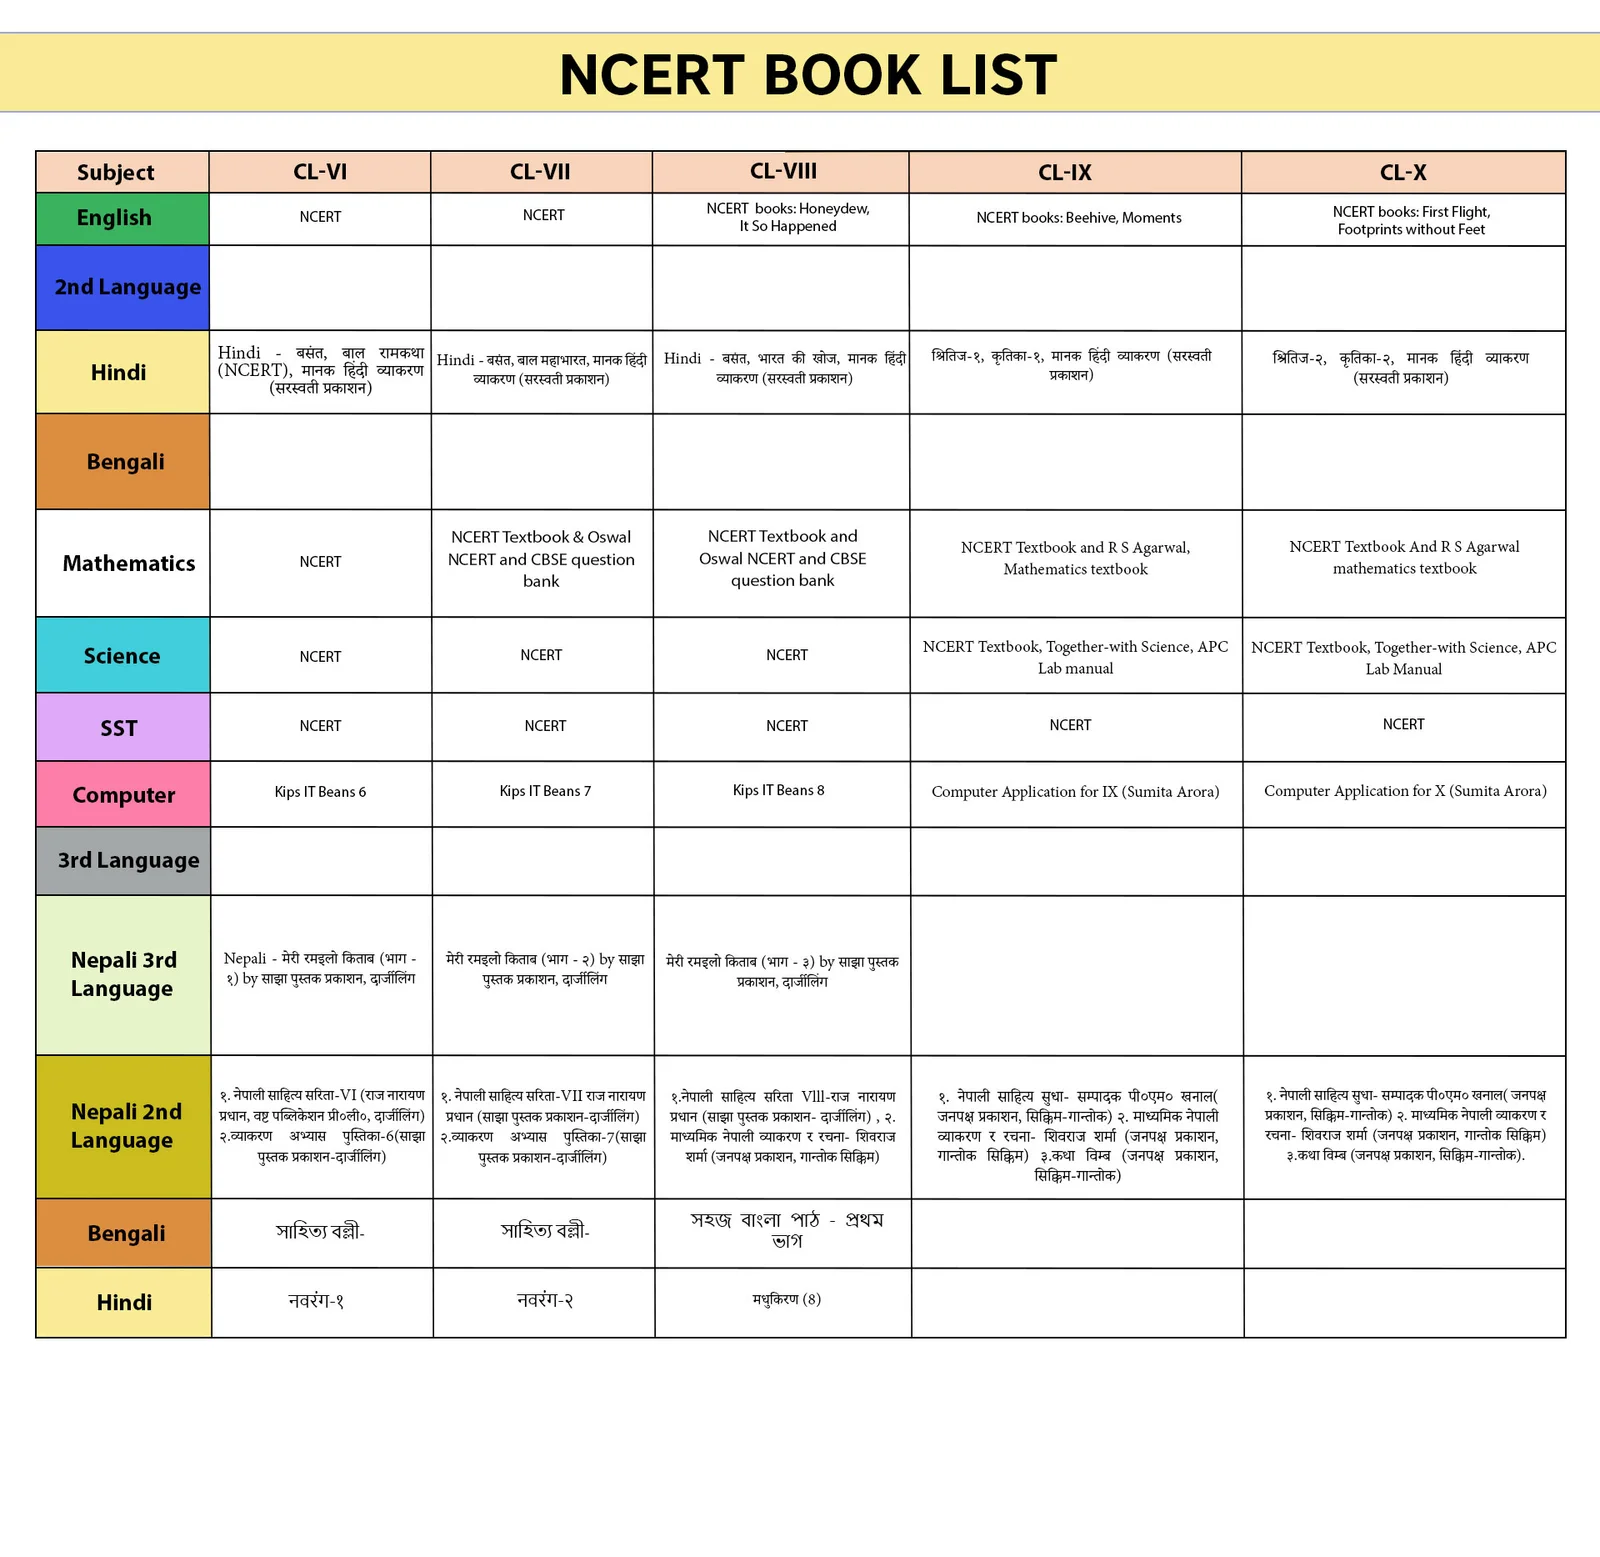 NCERT BOOK LIST
Subject
CL-VI
CL-VII
CL-VIII
CL-IX
CL-X
English
NCERT
NCERT
NCERT books: Honeydew,
It So Happened
NCERT books: Beehive, Moments
NCERT books: First Flight,
Footprints without Feet
2nd Language
Hindi
Hindi - बसंत, बाल रामकथा
(NCERT), मानक हिंदी व्याकरण
(सरस्वती प्रकाशन)
Hindi - बसंत, बाल महाभारत, मानक हिंदी
व्याकरण (सरस्वती प्रकाशन)
Hindi - बसंत, भारत की खोज, मानक हिंदी
व्याकरण (सरस्वती प्रकाशन)
श्रितिज-१, कृतिका-१, मानक हिंदी व्याकरण (सरस्वती
प्रकाशन)
श्रितिज-२, कृतिका-२, मानक हिंदी व्याकरण
(सरस्वती प्रकाशन)
Bengali
Mathematics
NCERT
NCERT Textbook & Oswal
NCERT and CBSE question
bank
NCERT Textbook and
Oswal NCERT and CBSE
question bank
NCERT Textbook and R S Agarwal,
Mathematics textbook
NCERT Textbook And R S Agarwal
mathematics textbook
Science
NCERT
NCERT
NCERT
NCERT Textbook, Together-with Science, APC
Lab manual
NCERT Textbook, Together-with Science, APC
Lab Manual
SST
NCERT
NCERT
NCERT
NCERT
NCERT
Computer
Kips IT Beans 6
Kips IT Beans 7
Kips IT Beans 8
Computer Application for IX (Sumita Arora)
Computer Application for X (Sumita Arora)
3rd Language
Nepali 3rd
Language
Nepali - मेरी रमइलो किताब (भाग -
१) by साझा पुस्तक प्रकाशन, दार्जीलिंग
मेरी रमइलो किताब (भाग - २) by साझा
पुस्तक प्रकाशन, दार्जीलिंग
मेरी रमइलो किताब (भाग - ३) by साझा पुस्तक
प्रकाशन, दार्जीलिंग
Nepali 2nd
Language
१. नेपाली साहित्य सरिता-VI (राज नारायण
प्रधान, वष्ट पब्लिकेशन प्री०ली०, दार्जीलिंग)
२.व्याकरण अभ्यास पुस्तिका-6(साझा
पुस्तक प्रकाशन-दार्जीलिंग)
१. नेपाली साहित्य सरिता-VII राज नारायण
प्रधान (साझा पुस्तक प्रकाशन-दार्जीलिंग)
२.व्याकरण अभ्यास पुस्तिका-7(साझा
पुस्तक प्रकाशन-दार्जीलिंग)
१.नेपाली साहित्य सरिता Vlll-राज नारायण
प्रधान (साझा पुस्तक प्रकाशन- दार्जीलिंग) , २.
माध्यमिक नेपाली व्याकरण र रचना- शिवराज
शर्मा (जनपक्ष प्रकाशन, गान्तोक सिक्किम)
१. नेपाली साहित्य सुधा- सम्पादक पी०एम० खनाल(
जनपक्ष प्रकाशन, सिक्किम-गान्तोक) २. माध्यमिक नेपाली
व्याकरण र रचना- शिवराज शर्मा (जनपक्ष प्रकाशन,
गान्तोक सिक्किम) ३.कथा विम्ब (जनपक्ष प्रकाशन,
सिक्किम-गान्तोक)
१. नेपाली साहित्य सुधा- सम्पादक पी०एम० खनाल( जनपक्ष
प्रकाशन, सिक्किम-गान्तोक) २. माध्यमिक नेपाली व्याकरण र
रचना- शिवराज शर्मा (जनपक्ष प्रकाशन, गान्तोक सिक्किम)
३.कथा विम्ब (जनपक्ष प्रकाशन, सिक्किम-गान्तोक).
Bengali
সাহিত্য বল্লী-
সাহিত্য বল্লী-
সহজ বাংলা পাঠ - প্রথম
ভাগ
Hindi
नवरंग-१
नवरंग-२
मधुकिरण (8)